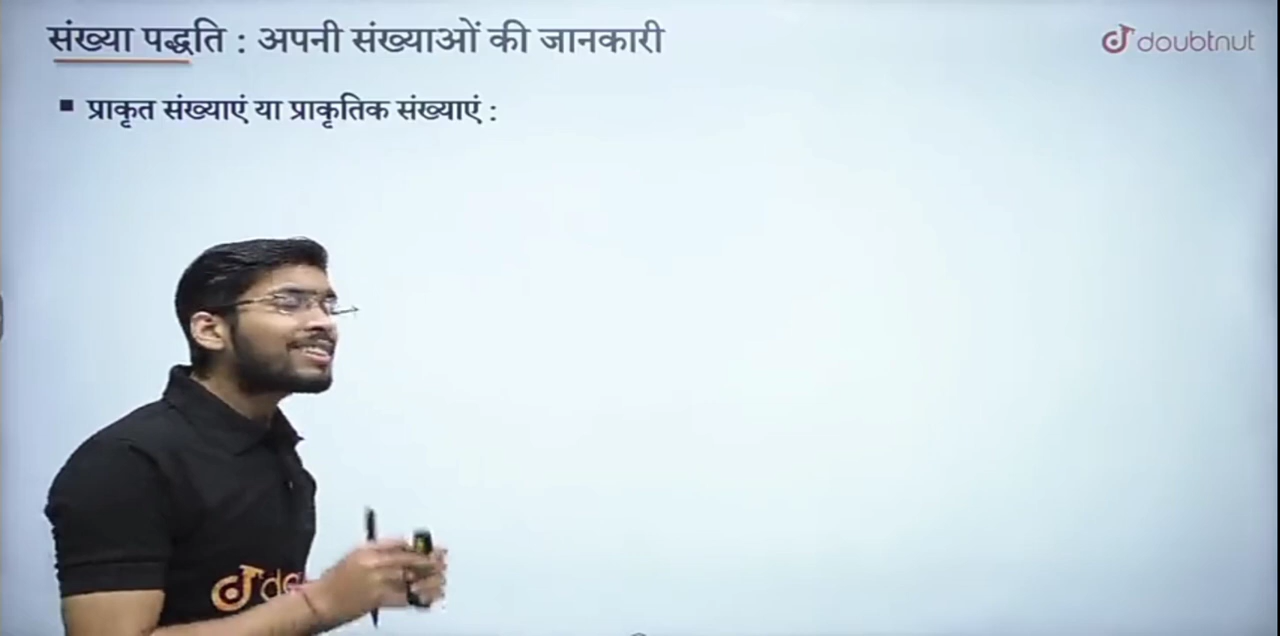 संख्या पद्धति : अपनी संख्याओं की जानकारी
doubtnut
▪ प्राकृत संख्याएं या प्राकृतिक संख्याएं :